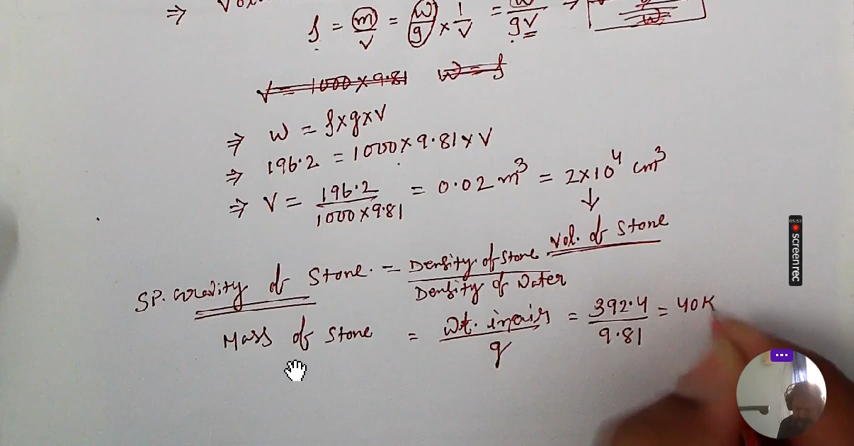 ⇒
ρ = m/V = W/g × 1/V = /gV ⇒
W = ρ×g×V
⇒ W = ρ×g×V
⇒ 196.2 = 1000×9.81×V
⇒ V = 196.2/1000×9.81 = 0.02 m³ = 2×10⁴ cm³
↓
Vol. of Stone
SP. Gravity of Stone. = Density. of Stone/Density of Water
Mass of Stone = Wt. in air/g = 392.4/9.81 = 40K
screenrec